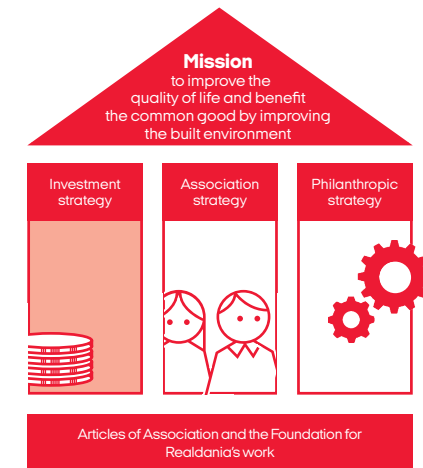 Mission
to improve the
quality of life and benefit
the common good by improving
the built environment
Investment
strategy
Association
strategy
Philanthropic
strategy
Articles of Association and the Foundation for
Realdania's work